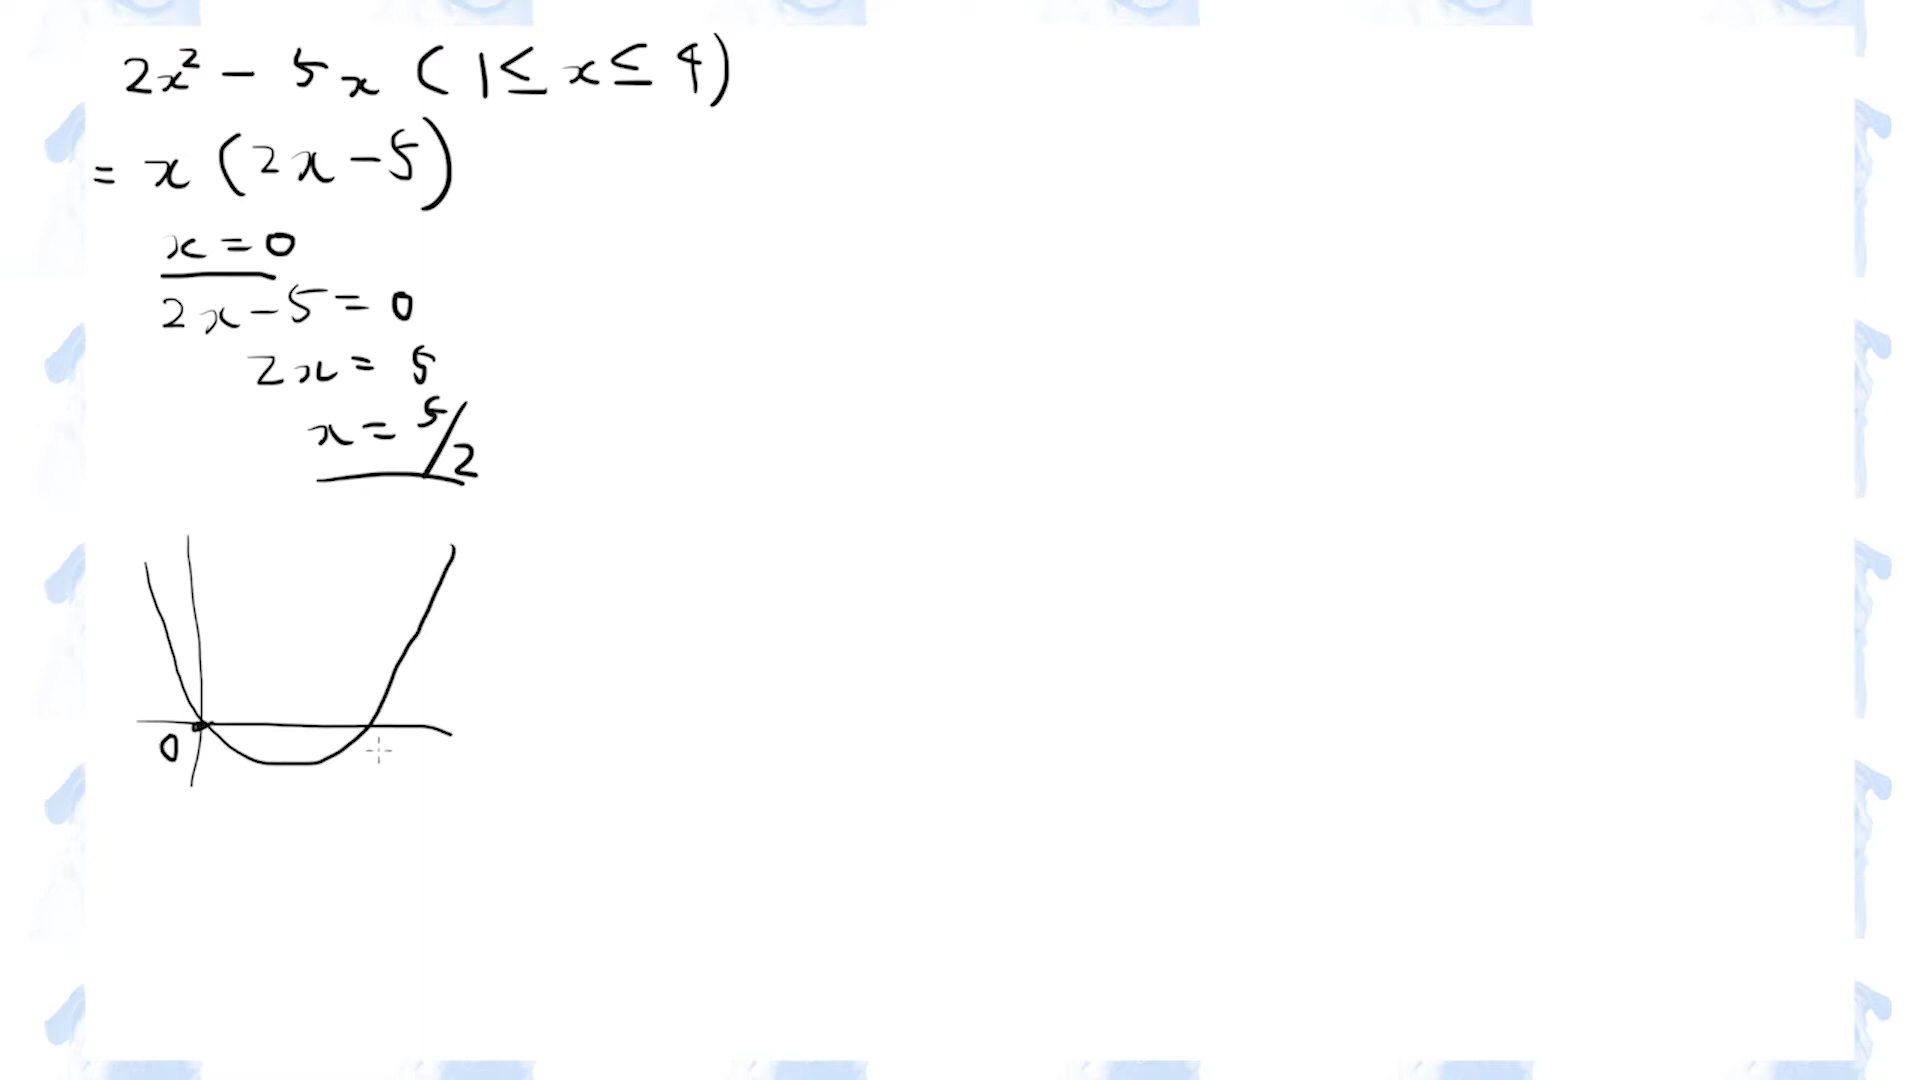 2x² - 5x (1 ≤ x ≤ 4)
= x (2x - 5)
x = 0
2x - 5 = 0
2x = 5
x = 5/2
0